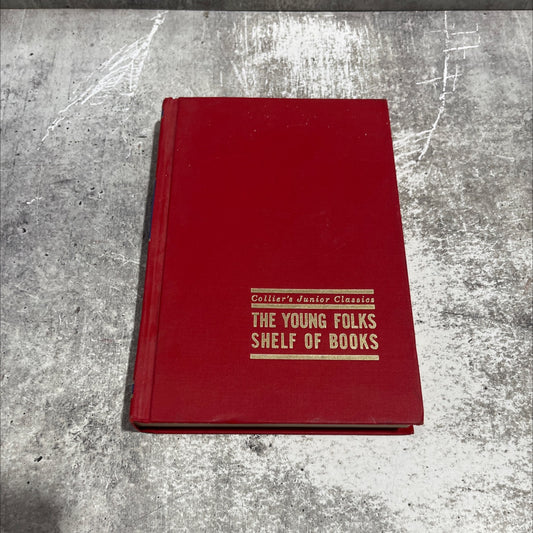 Collier's Junior Classics
THE YOUNG FOLKS
SHELF OF BOOKS